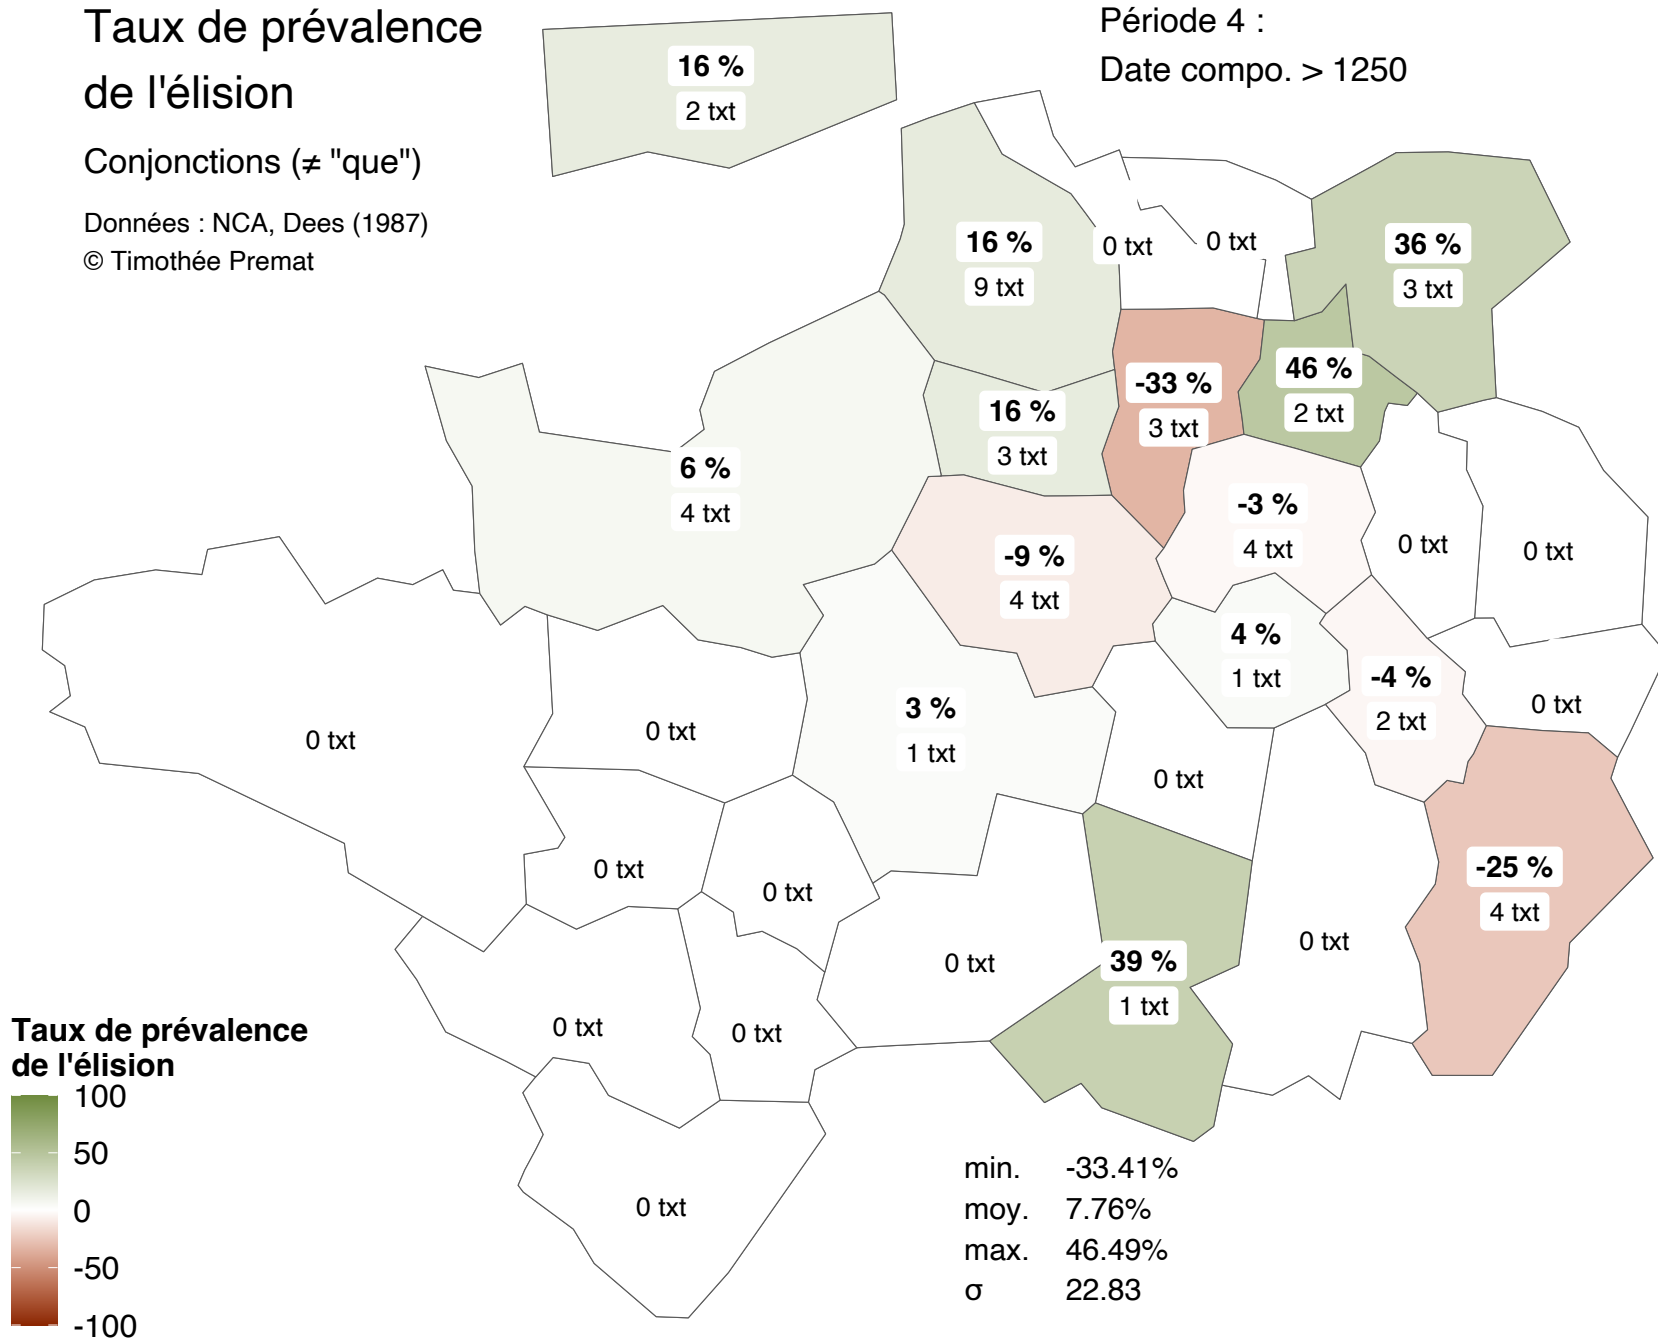 Taux de prévalence
de l'élision
Conjonctions (≠ "que")
Données : NCA, Dees (1987)
© Timothée Premat
Période 4 :
Date compo. > 1250
16 %
2 txt
16 %
9 txt
0 txt
0 txt
36 %
3 txt
-33 %
3 txt
46 %
2 txt
16 %
3 txt
6 %
4 txt
-3 %
4 txt
-9 %
4 txt
0 txt
0 txt
4 %
1 txt
-4 %
2 txt
0 txt
3 %
1 txt
0 txt
0 txt
0 txt
0 txt
0 txt
-25 %
4 txt
0 txt
39 %
1 txt
0 txt
0 txt
0 txt
0 txt
0 txt
Taux de prévalence
de l'élision
100
50
0
-50
-100
min. -33.41%
moy. 7.76%
max. 46.49%
σ 22.83